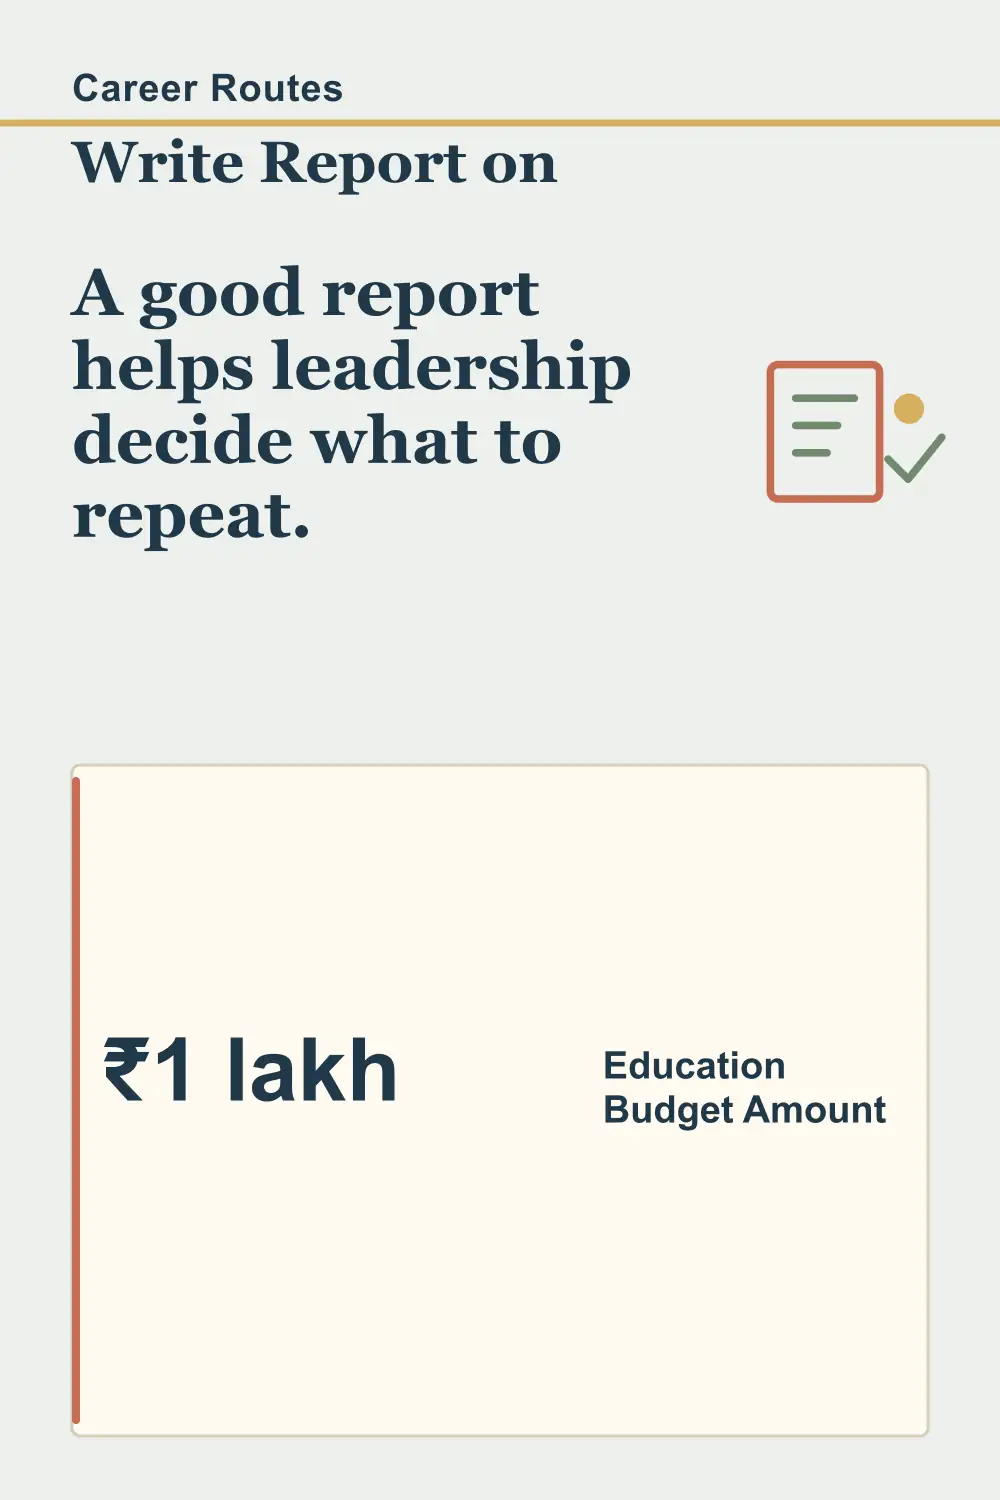 Career Routes
Write Report on
A good report
helps leadership
decide what to
repeat.
₹1 lakh
Education
Budget Amount